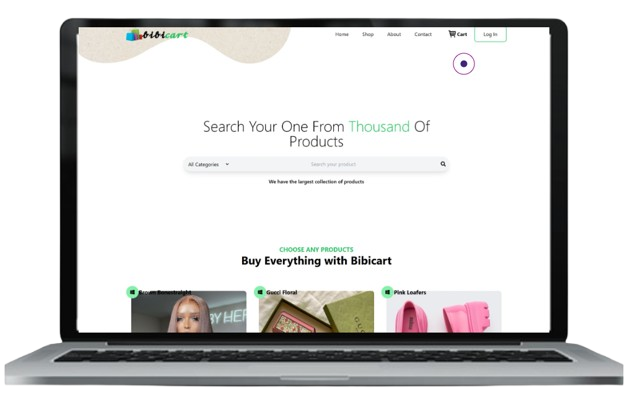 bibicart
Home Shop About Contact Cart Log In
Search Your One From Thousand Of
Products
All Categories Search your product
We have the largest collection of products
CHOOSE ANY PRODUCTS
Buy Everything with Bibicart
Brown Bonestraight Gucci Floral Pink Loafers